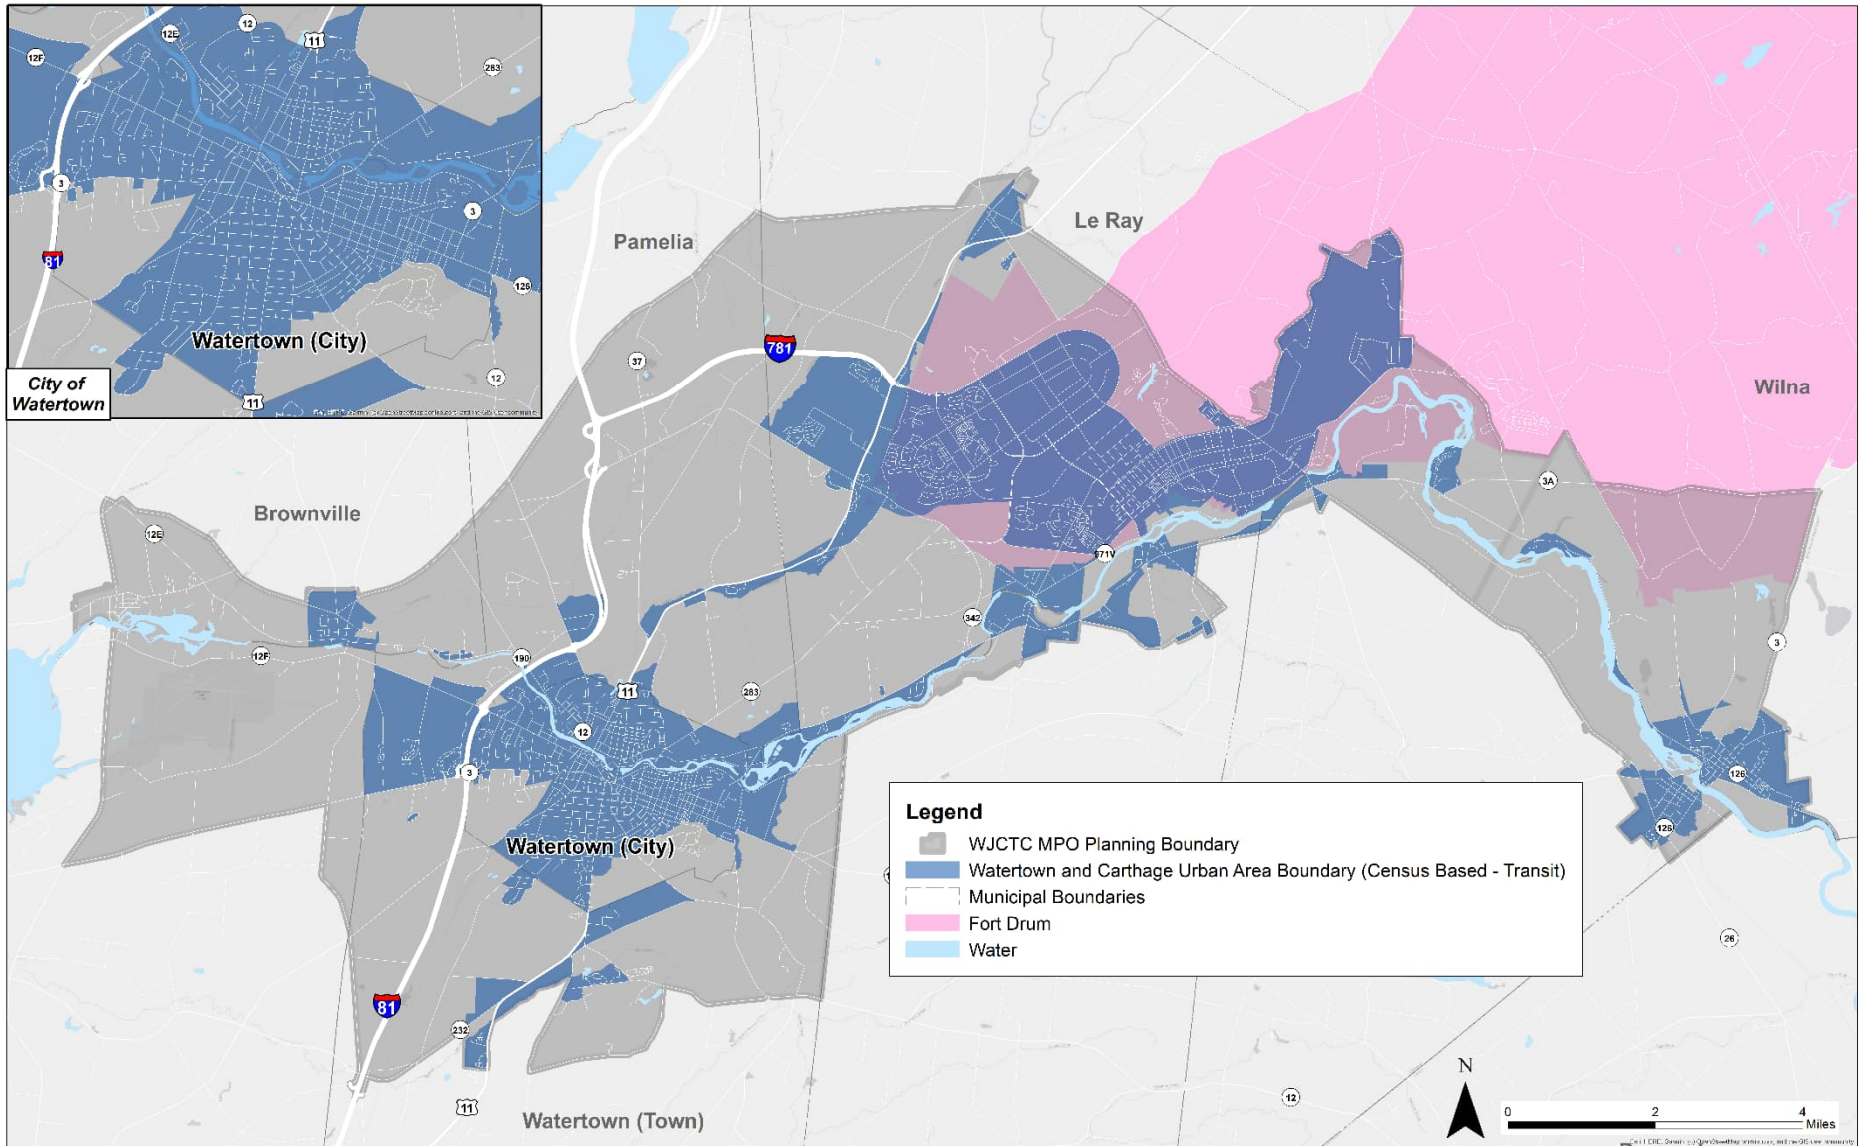 12
12E
11
12F
283
3
3
81
126
Watertown (City)
12
11
City of
Watertown
Pamelia
Le Ray
781
37
Wilna
Brownville
3A
12E
971V
342
12F
190
3
11
283
12
3
126
126
Watertown (City)
Legend
WJCTC MPO Planning Boundary
Watertown and Carthage Urban Area Boundary (Census Based - Transit)
Municipal Boundaries
Fort Drum
Water
26
81
232
N
12
11
Watertown (Town)
0 2 4
Miles